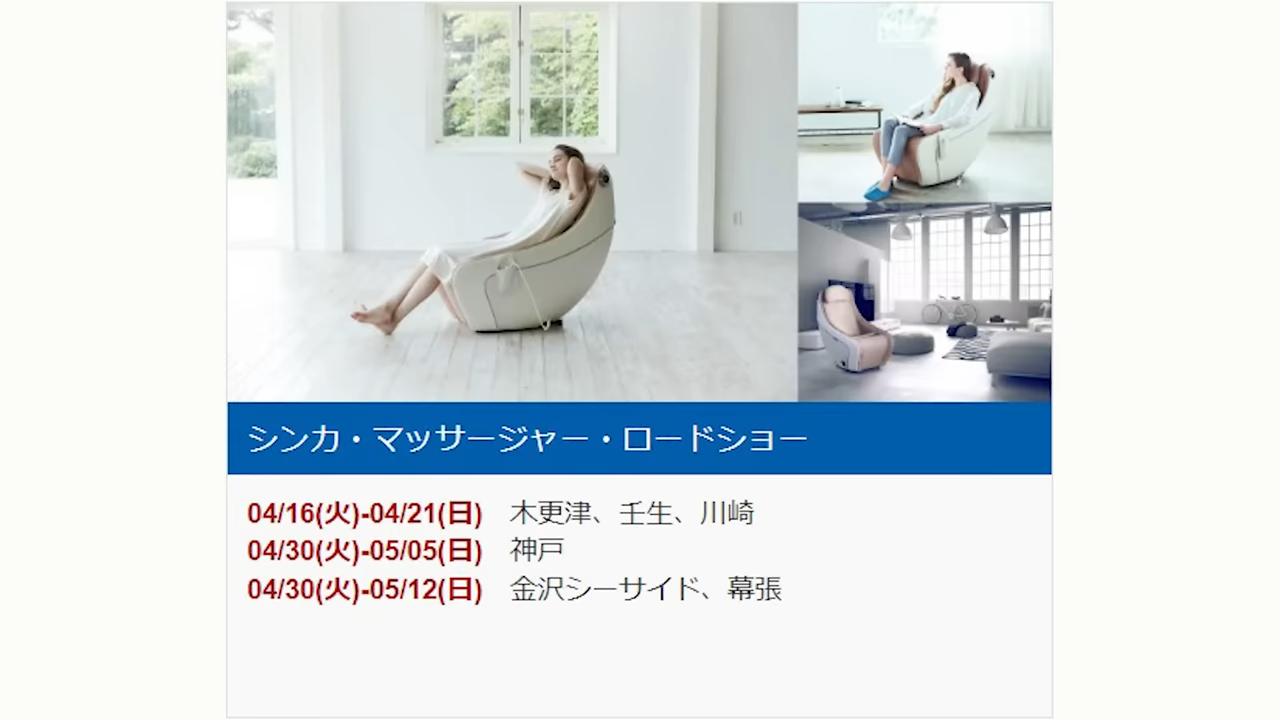 シンカ・マッサージャー・ロードショー
04/16(火)-04/21(日) 木更津、壬生、川崎
04/30(火)-05/05(日) 神戸
04/30(火)-05/12(日) 金沢シーサイド、幕張